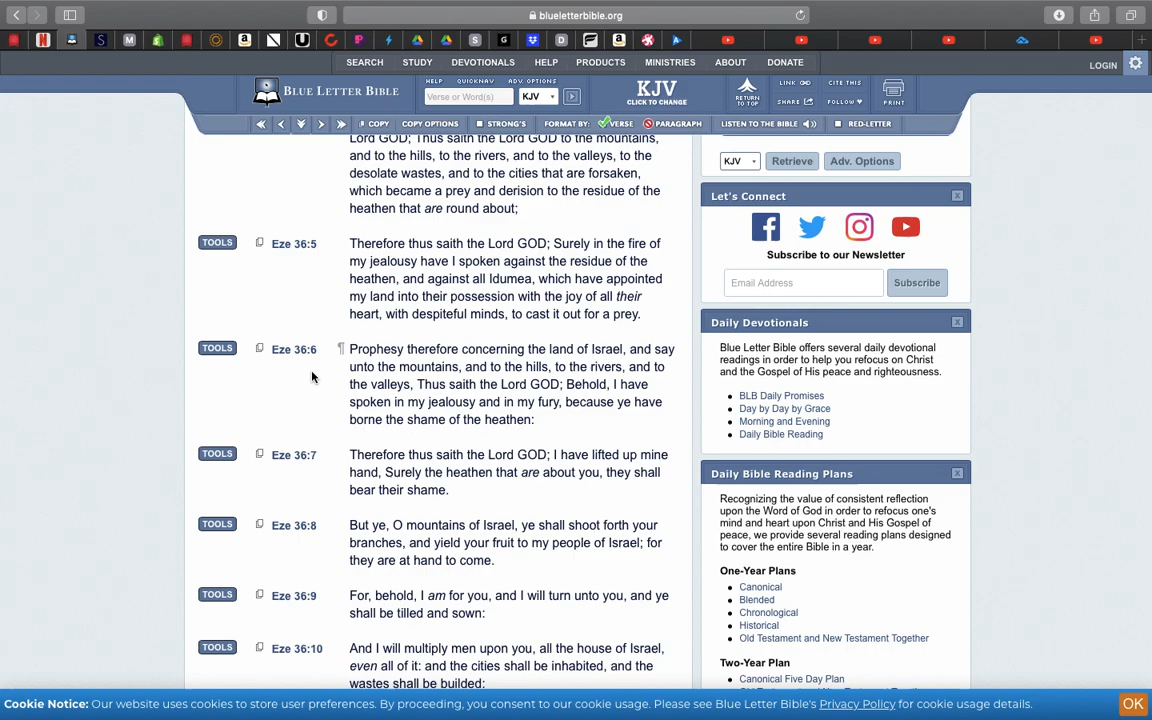 blueletterbible.org
SEARCH STUDY DEVOTIONALS HELP PRODUCTS MINISTRIES ABOUT DONATE
LOGIN
BLUE LETTER BIBLE
HELP QUICKNAV ADV. OPTIONS
Verse or Word(s) KJV
KJV
CLICK TO CHANGE
RETURN
TO TOP
LINK CITE THIS
SHARE FOLLOW
PRINT
COPY COPY OPTIONS STRONG'S FORMAT BY: VERSE PARAGRAPH LISTEN TO THE BIBLE RED-LETTER
Lord GOD; Thus saith the Lord GOD to the mountains,
and to the hills, to the rivers, and to the valleys, to the
desolate wastes, and to the cities that are forsaken,
which became a prey and derision to the residue of the
heathen that are round about;
TOOLS Eze 36:5 Therefore thus saith the Lord GOD; Surely in the fire of
my jealousy have I spoken against the residue of the
heathen, and against all Idumea, which have appointed
my land into their possession with the joy of all their
heart, with despiteful minds, to cast it out for a prey.
TOOLS Eze 36:6 ¶ Prophesy therefore concerning the land of Israel, and say
unto the mountains, and to the hills, to the rivers, and to
the valleys, Thus saith the Lord GOD; Behold, I have
spoken in my jealousy and in my fury, because ye have
borne the shame of the heathen:
TOOLS Eze 36:7 Therefore thus saith the Lord GOD; I have lifted up mine
hand, Surely the heathen that are about you, they shall
bear their shame.
TOOLS Eze 36:8 But ye, O mountains of Israel, ye shall shoot forth your
branches, and yield your fruit to my people of Israel; for
they are at hand to come.
TOOLS Eze 36:9 For, behold, I am for you, and I will turn unto you, and ye
shall be tilled and sown:
TOOLS Eze 36:10 And I will multiply men upon you, all the house of Israel,
even all of it: and the cities shall be inhabited, and the
wastes shall be builded:
KJV Retrieve Adv. Options
Let's Connect
Subscribe to our Newsletter
Email Address Subscribe
Daily Devotionals
Blue Letter Bible offers several daily devotional
readings in order to help you refocus on Christ
and the Gospel of His peace and righteousness.
BLB Daily Promises
Day by Day by Grace
Morning and Evening
Daily Bible Reading
Daily Bible Reading Plans
Recognizing the value of consistent reflection
upon the Word of God in order to refocus one's
mind and heart upon Christ and His Gospel of
peace, we provide several reading plans designed
to cover the entire Bible in a year.
One-Year Plans
Canonical
Blended
Chronological
Historical
Old Testament and New Testament Together
Two-Year Plan
Canonical Five Day Plan
Cookie Notice: Our website uses cookies to store user preferences. By proceeding, you consent to our cookie usage. Please see Blue Letter Bible's Privacy Policy for cookie usage details. OK